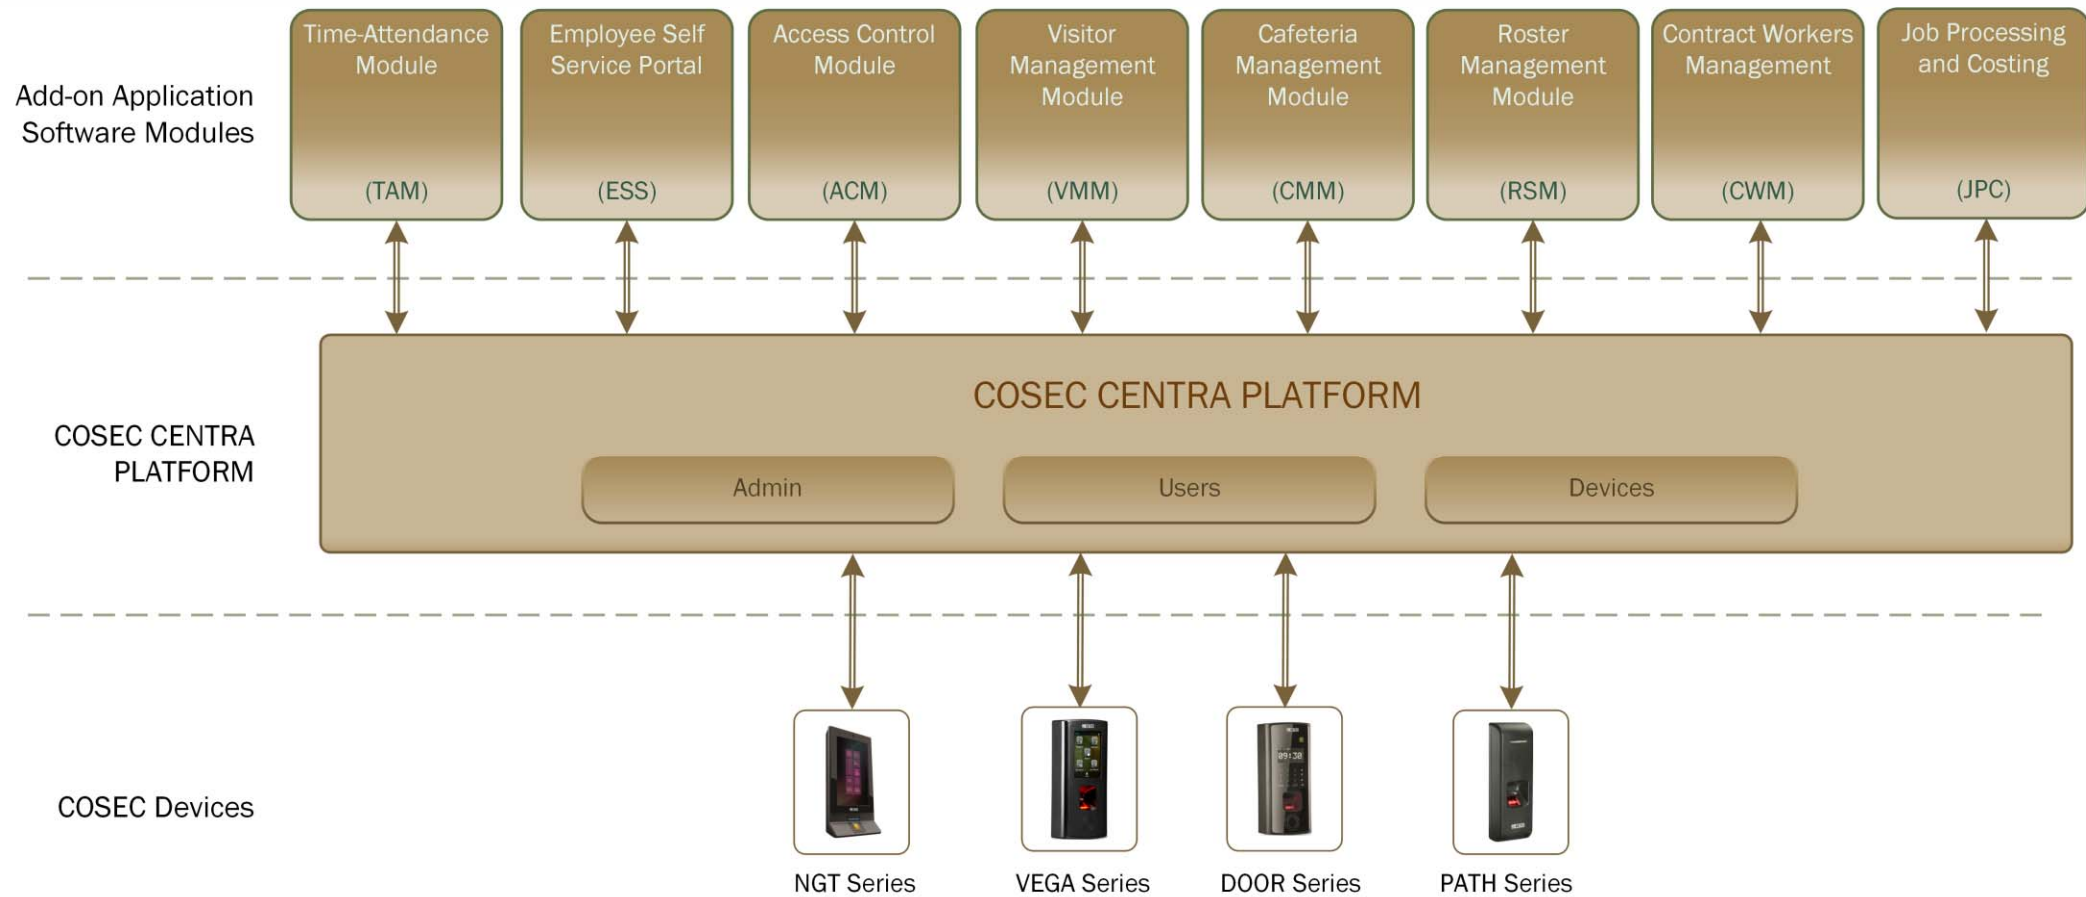 Time-Attendance
Module
(TAM)
Employee Self
Service Portal
(ESS)
Access Control
Module
(ACM)
Visitor
Management
Module
(VMM)
Cafeteria
Management
Module
(CMM)
Roster
Management
Module
(RSM)
Contract Workers
Management
(CWM)
Job Processing
and Costing
(JPC)
Add-on Application
Software Modules
COSEC CENTRA PLATFORM
COSEC CENTRA
PLATFORM
Admin
Users
Devices
09:30
COSEC Devices
NGT Series
VEGA Series
DOOR Series
PATH Series